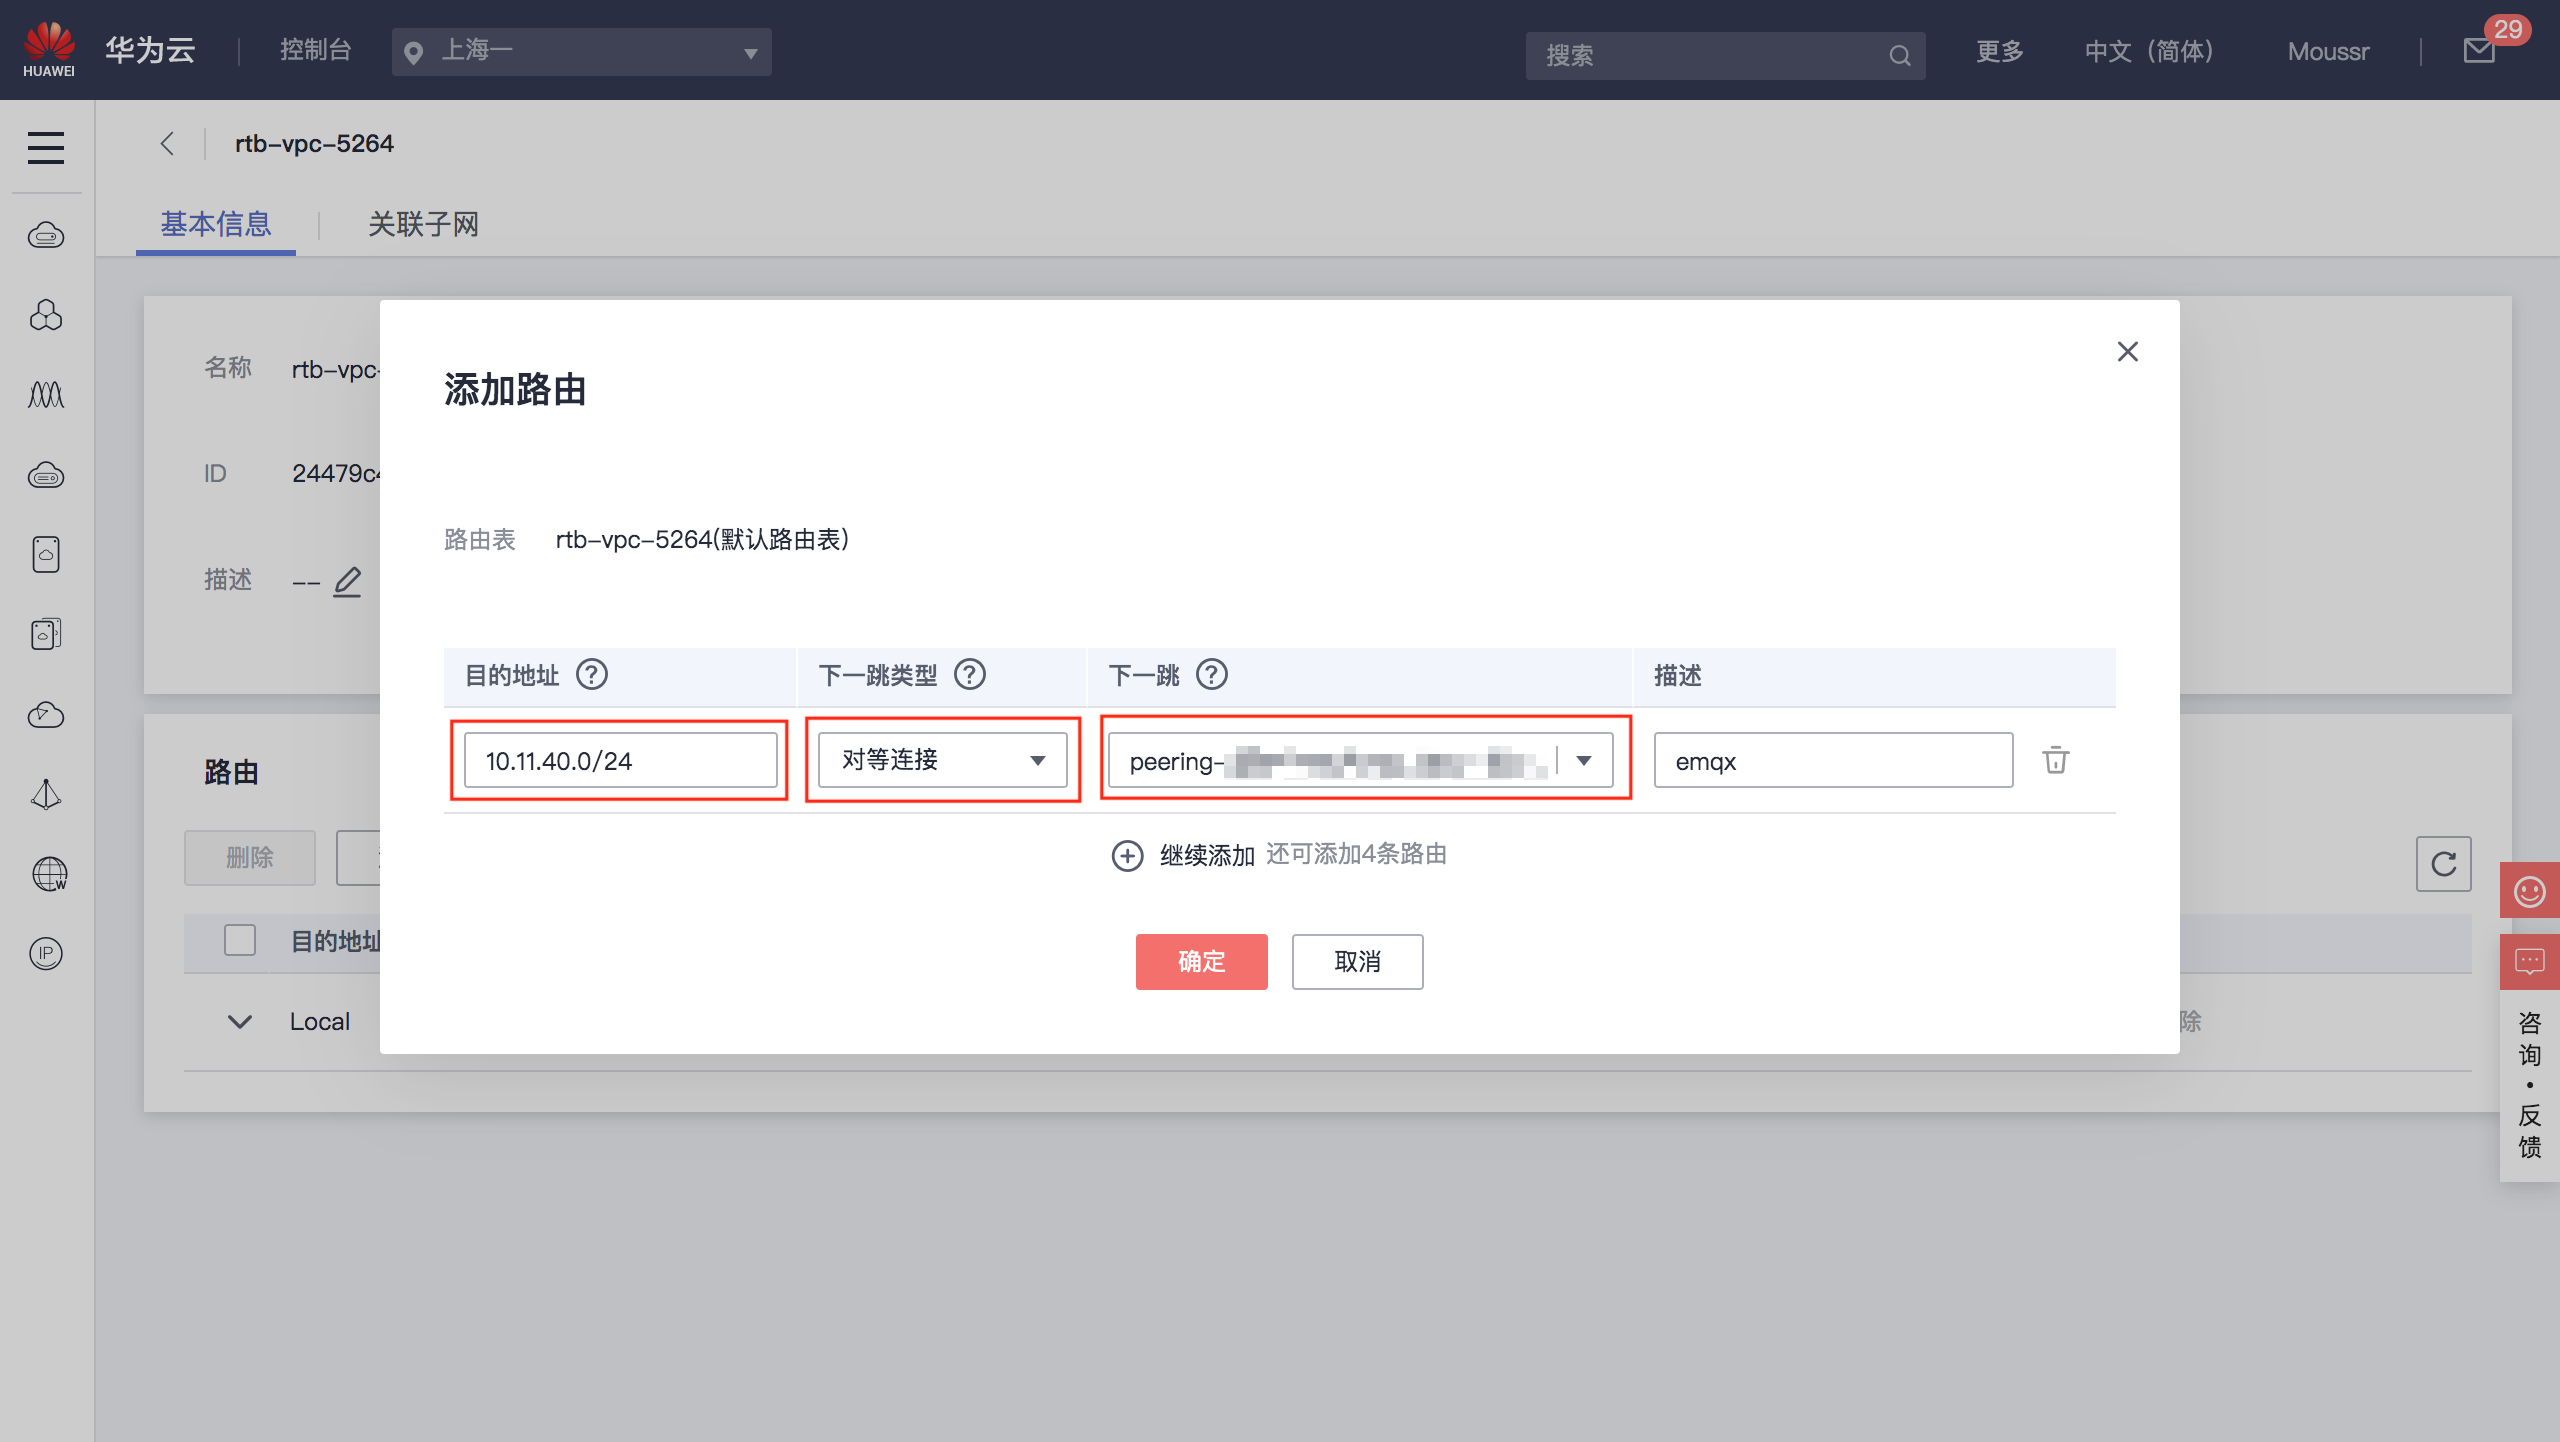 HUAWEI
华为云
控制台
上海一
搜索
更多
中文（简体）
Moussr
29
rtb-vpc-5264
基本信息
关联子网
名称
rtb-vpc-
ID
24479c4
描述
--
添加路由
路由表 rtb-vpc-5264(默认路由表)
目的地址 ? 下一跳类型 ? 下一跳 ? 描述
10.11.40.0/24 对等连接 peering- emqx
继续添加 还可添加4条路由
确定 取消
路由
删除
目的地址
Local
除
W
IP
咨询・反馈